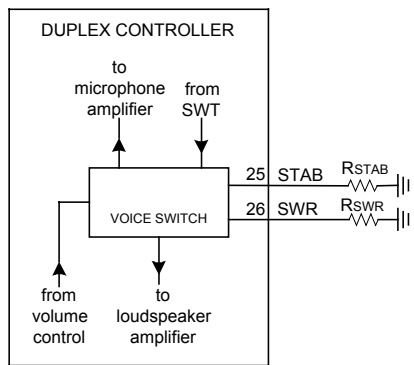 DUPLEX CONTROLLER
to
microphone
amplifier
from
SWT
25 STAB RSTAB
VOICE SWITCH
26 SWR RSWR
from
volume
control
to
loudspeaker
amplifier